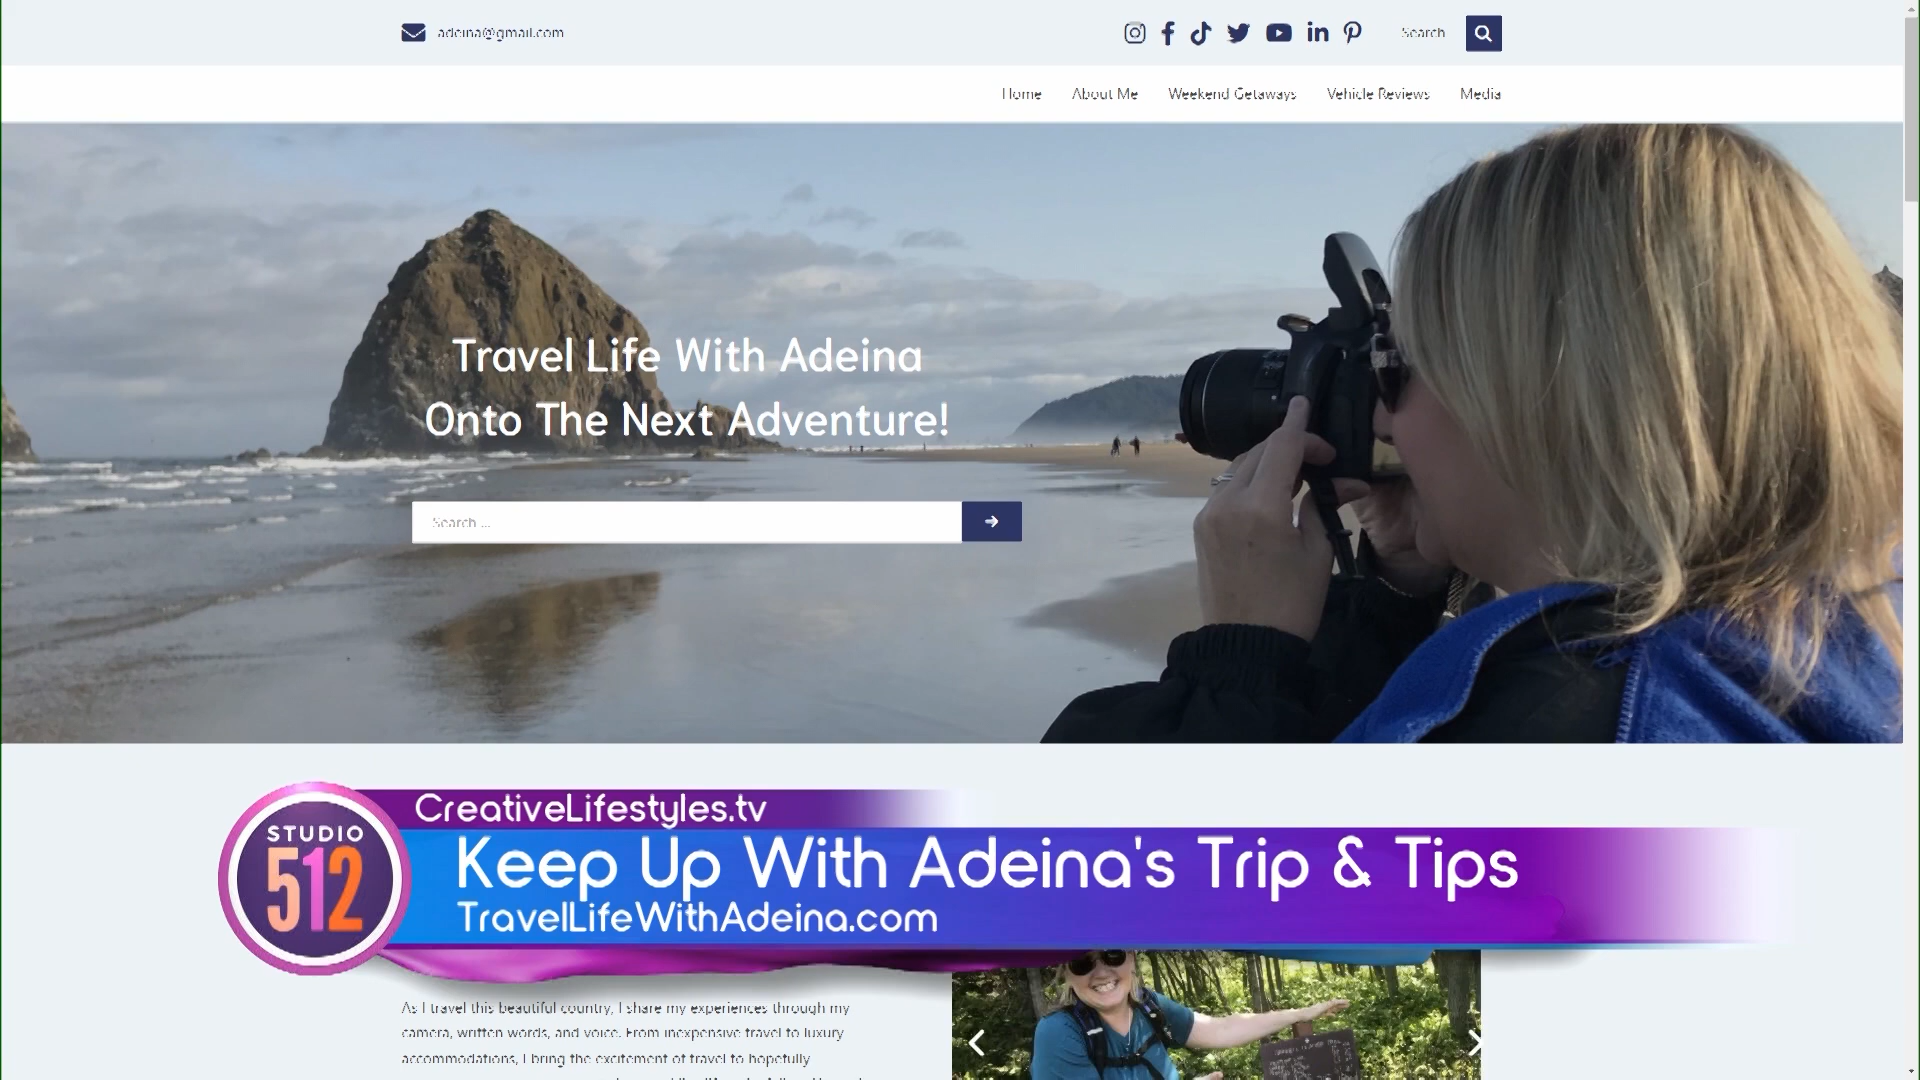 adeina@gmail.com
Search
Home About Me Weekend Getaways Vehicle Reviews Media
Travel Life With Adeina
Onto The Next Adventure!
Search ...
STUDIO
512
CreativeLifestyles.tv
Keep Up With Adeina's Trip & Tips
TravelLifeWithAdeina.com
As I travel this beautiful country, I share my experiences through my
camera, written words, and voice. From inexpensive travel to luxury
accommodations, I bring the excitement of travel to hopefully